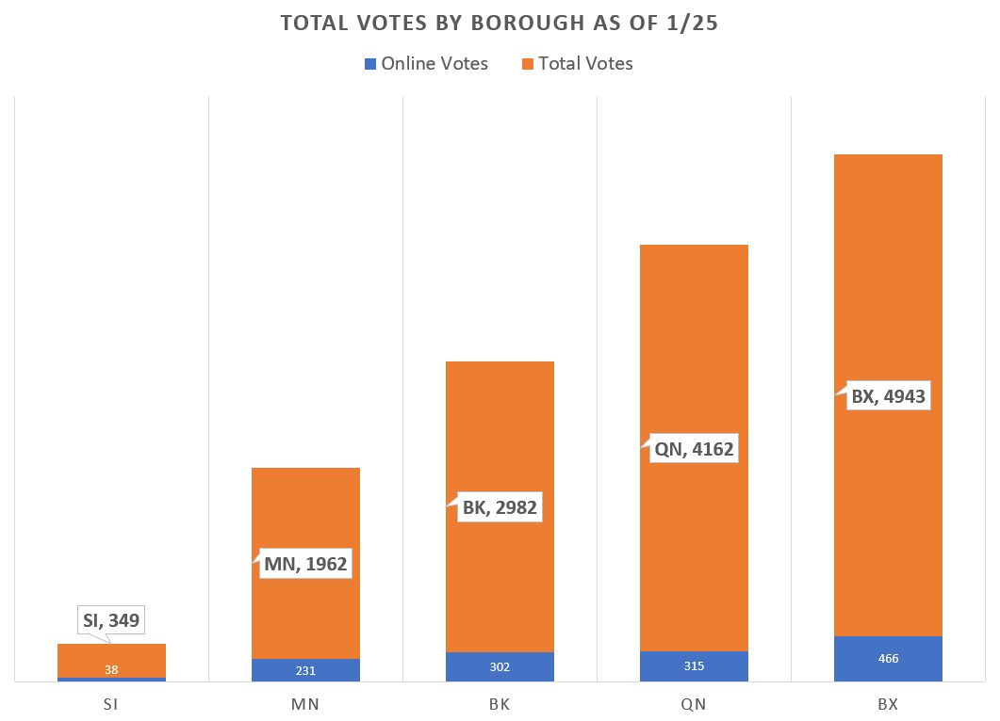 TOTAL VOTES BY BOROUGH AS OF 1/25
Online Votes Total Votes
BX, 4943
QN, 4162
BK, 2982
MN, 1962
SI, 349
38 231 302 315 466
SI MN BK QN BX